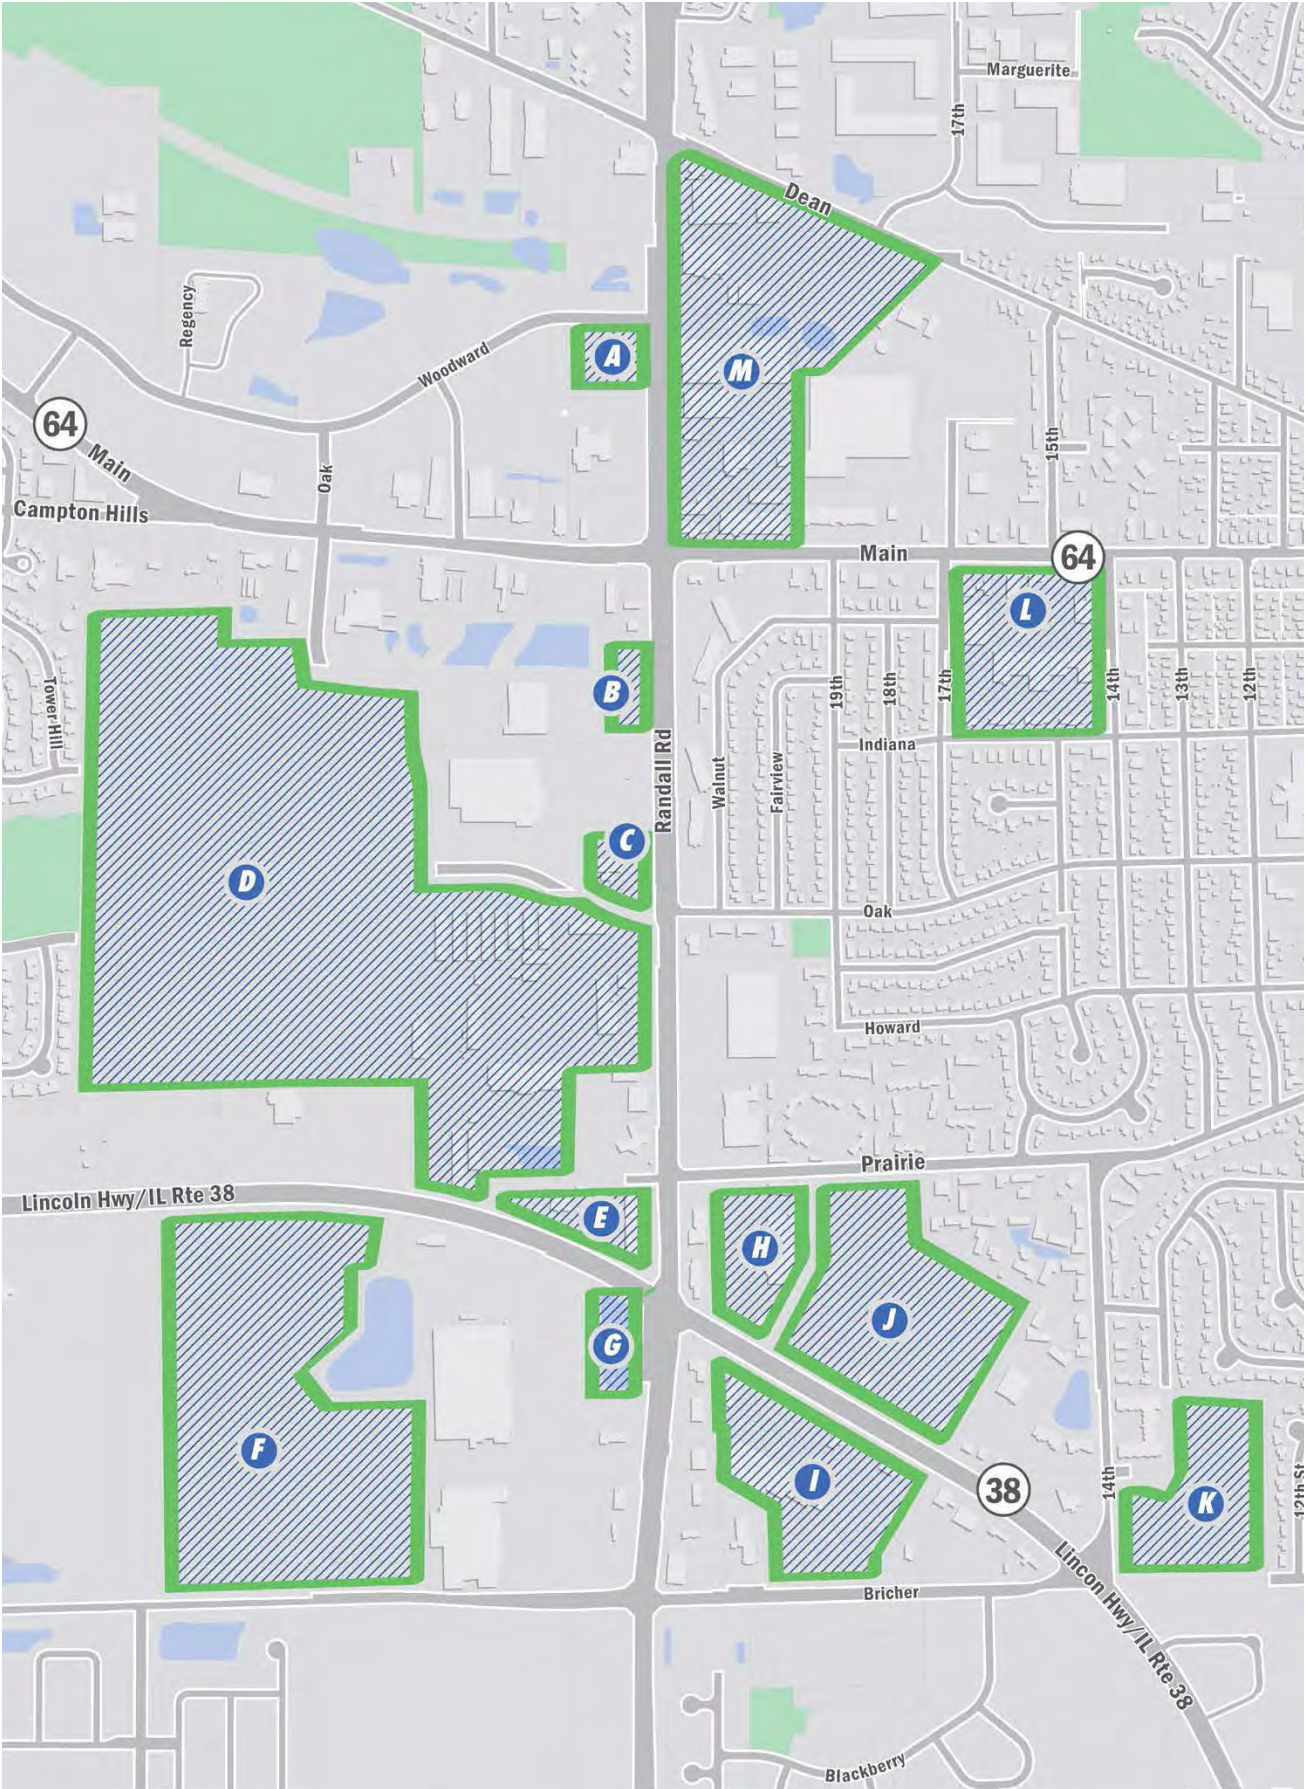 Marguerite
17th
Dean
Regency
A
Woodward
M
64
Main
Oak
15th
Campton Hills
Main
64
L
Tower Hill
B
19th
18th
17th
14th
13th
12th
Randall Rd
Indiana
Walnut
Fairview
C
D
Oak
Howard
Prairie
Lincoln Hwy/IL Rte 38
E
H
J
G
F
I
38
14th
K
12th St
Bricher
Lincon Hwy/IL Rte 38
Blackberry